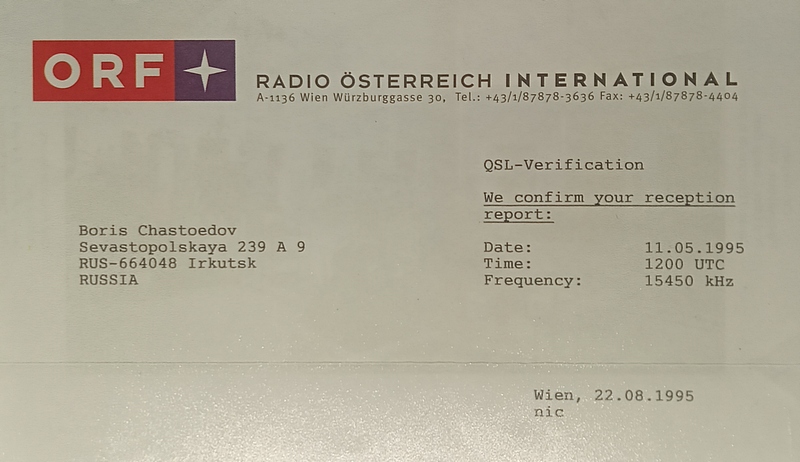 ORF
RADIO ÖSTERREICH INTERNATIONAL
A-1136 Wien Würzburggasse 30, Tel.: +43/1/87878-3636 Fax: +43/1/87878-4404
QSL-Verification
We confirm your reception
report:
Boris Chastoedov
Sevastopolskaya 239 A 9
RUS-664048 Irkutsk
RUSSIA
Date: 11.05.1995
Time: 1200 UTC
Frequency: 15450 kHz
Wien, 22.08.1995
nic